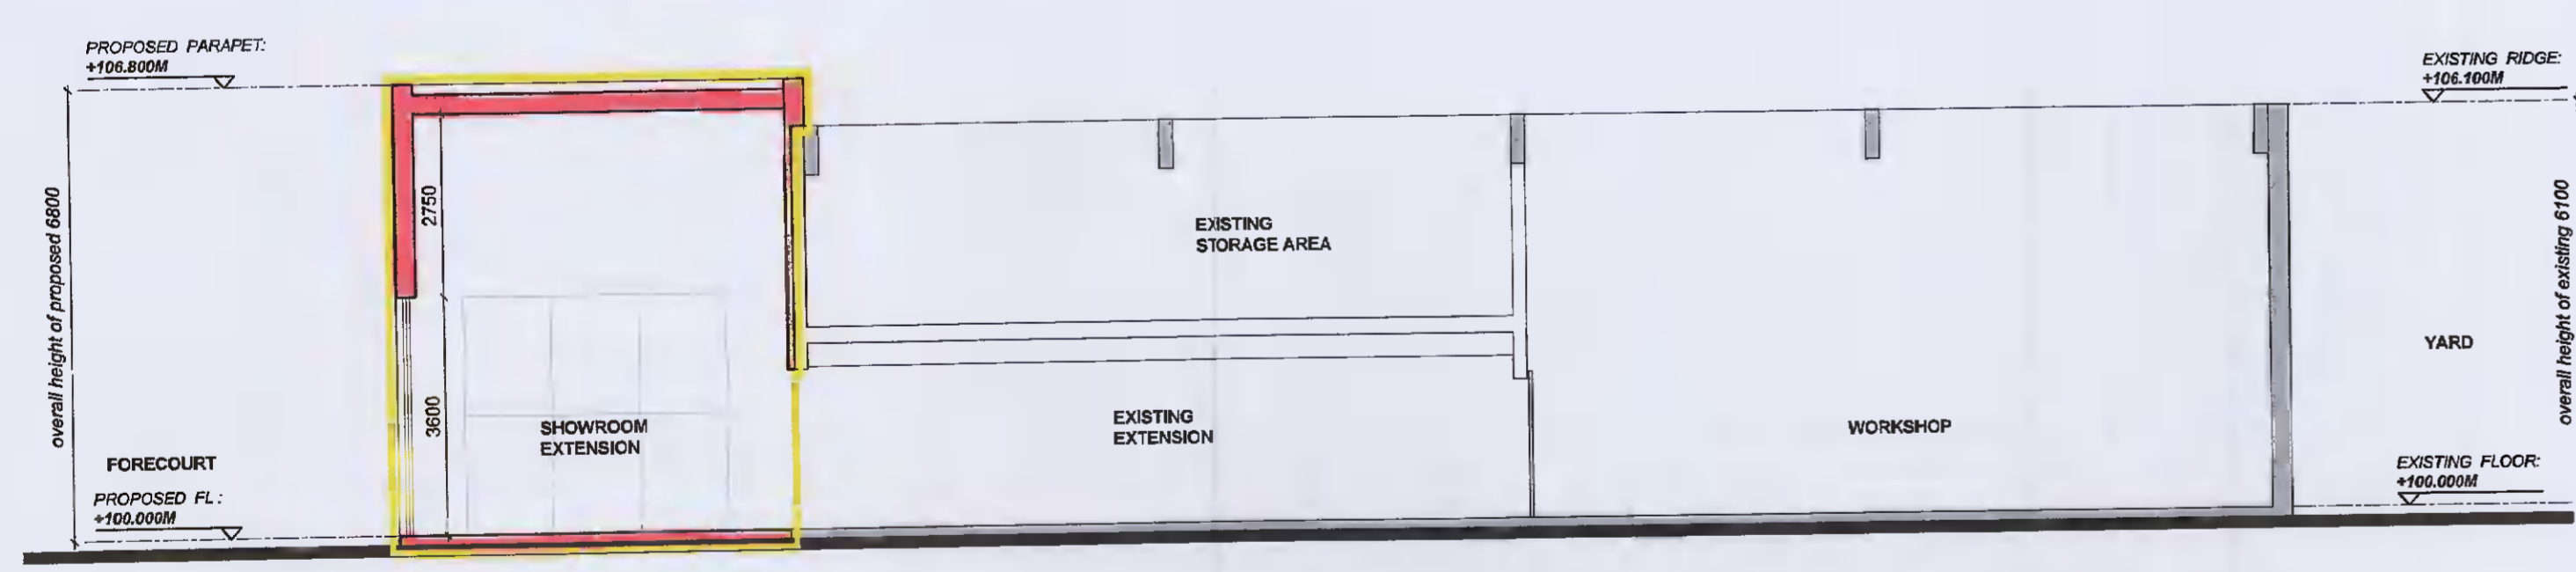 PROPOSED PARAPET:
+106.800M
overall height of proposed 6800
FORECOURT
PROPOSED FL :
+100.000M
2750
3600
SHOWROOM
EXTENSION
EXISTING
STORAGE AREA
EXISTING
EXTENSION
WORKSHOP
EXISTING RIDGE:
+106.100M
YARD
EXISTING FLOOR:
+100.000M
overall height of existing 6100